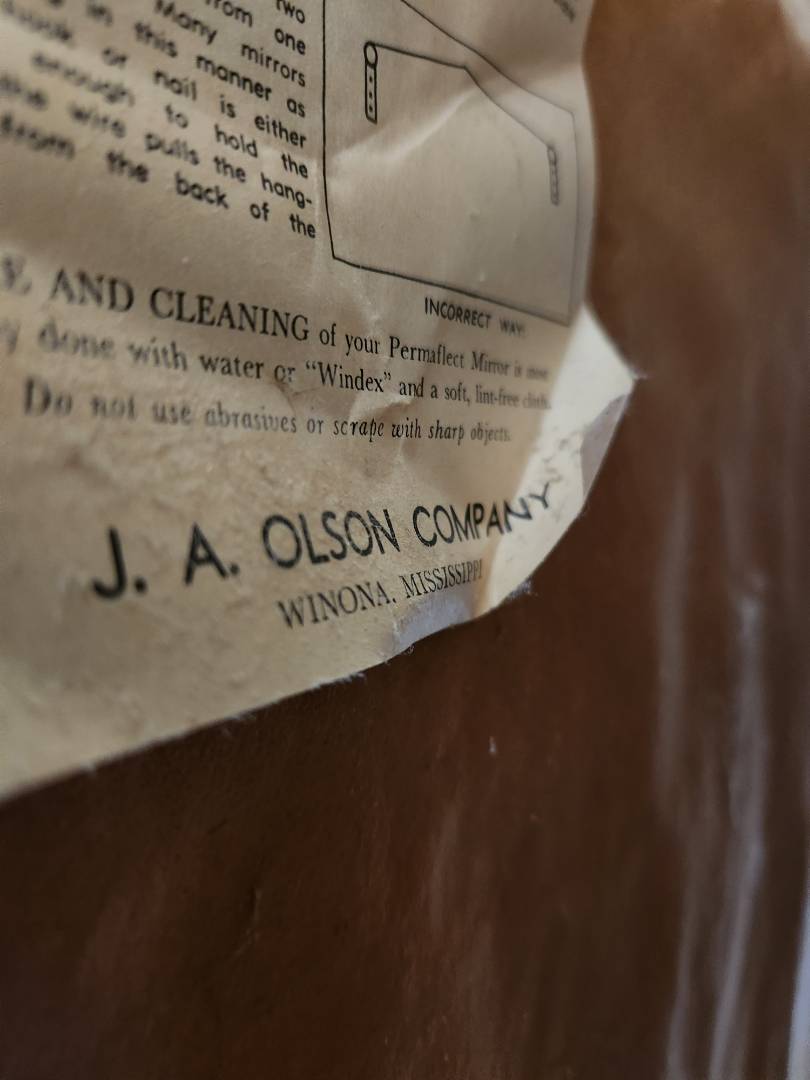 two
from one
Many mirrors
in this manner as
hook or nail is either
enough to hold the
the wire pulls the hang-
from the back of the
INCORRECT WAY!
AND CLEANING of your Permaflect Mirror is
done with water or "Windex" and a soft, lint-free cloth.
Do not use abrasives or scrape with sharp objects.
J. A. OLSON COMPANY
WINONA, MISSISSIPPI